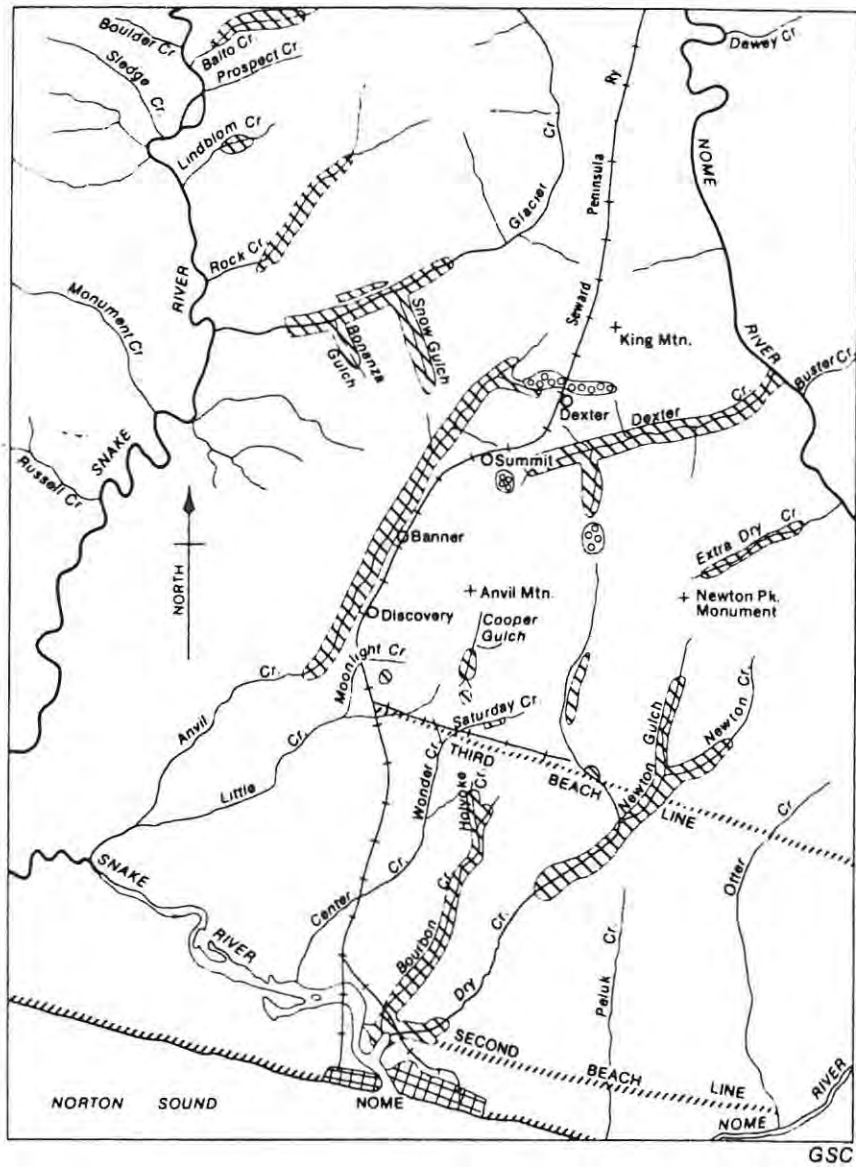 Boulder Cr.
Balto Cr.
Sledge Cr.
Prospect Cr.
Dewey Cr.
Lindblom Cr
Seward Peninsula Ry
NOME RIVER
Glacier Cr.
Rock Cr.
SNAKE RIVER
Monument Cr.
Snow Gulch
Bonanza Gulch
King Mtn.
Buster Cr.
Dexter
Dexter Cr.
Summit
Russell Cr.
Extra Dry Cr.
Banner
NORTH
Anvil Mtn.
Newton Pk.
Monument
Discovery
Cooper
Gulch
Moonlight Cr
Anvil Cr.
Saturday Cr.
Newton Gulch
Newton Cr.
THIRD BEACH LINE
Little Cr.
Wonder Cr.
Holyoke Cr.
Otter Cr.
SNAKE RIVER
Center Cr.
Bourbon Cr.
Dry Cr.
Peluk Cr
SECOND BEACH LINE
NORTON SOUND
NOME
NOME RIVER
GSC